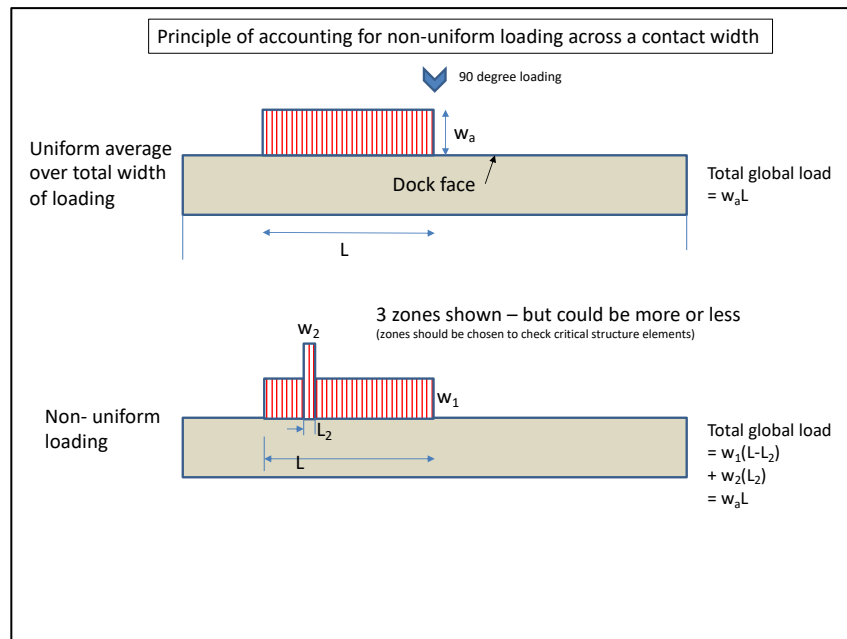 Principle of accounting for non-uniform loading across a contact width
90 degree loading
wₐ
Uniform average
over total width
of loading
Dock face
Total global load
= wₐL
L
3 zones shown – but could be more or less
(zones should be chosen to check critical structure elements)
w₂
w₁
Non- uniform
loading
L₂
L
Total global load
= w₁(L-L₂)
+ w₂(L₂)
= wₐL